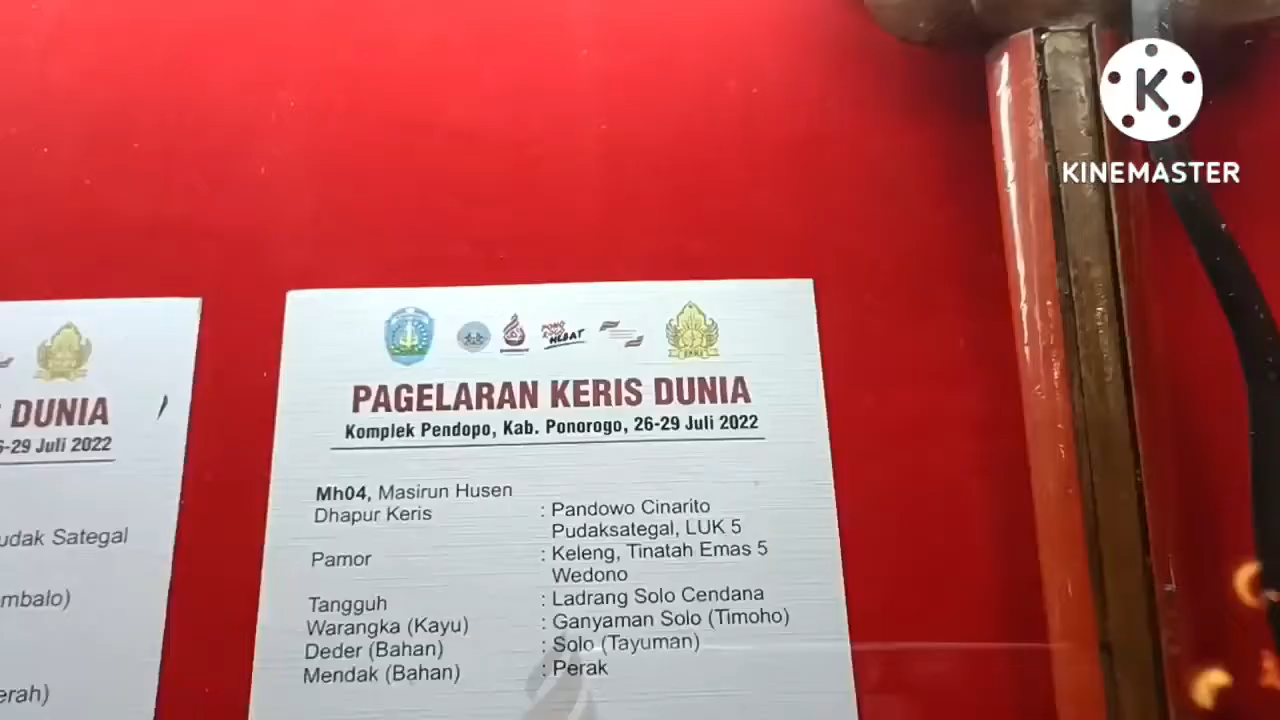 KINEMASTER
DUNIA
-29 Juli 2022
udak Sategal
mbalo)
erah)
HEBAT
PAGELARAN KERIS DUNIA
Komplek Pendopo, Kab. Ponorogo, 26-29 Juli 2022
Mh04, Masirun Husen
Dhapur Keris : Pandowo Cinarito
Pudaksategal, LUK 5
Pamor : Keleng, Tinatah Emas 5
Wedono
Tangguh : Ladrang Solo Cendana
Warangka (Kayu) : Ganyaman Solo (Timoho)
Deder (Bahan) : Solo (Tayuman)
Mendak (Bahan) : Perak